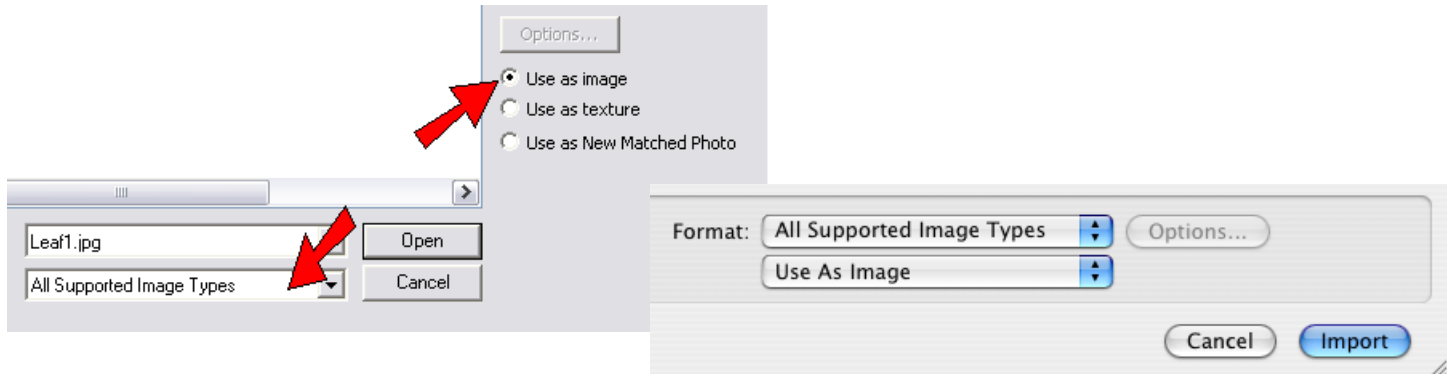 Options...
Use as image
Use as texture
Use as New Matched Photo
Leaf1.jpg
Open
All Supported Image Types
Cancel
Format: All Supported Image Types Options...
Use As Image
Cancel Import